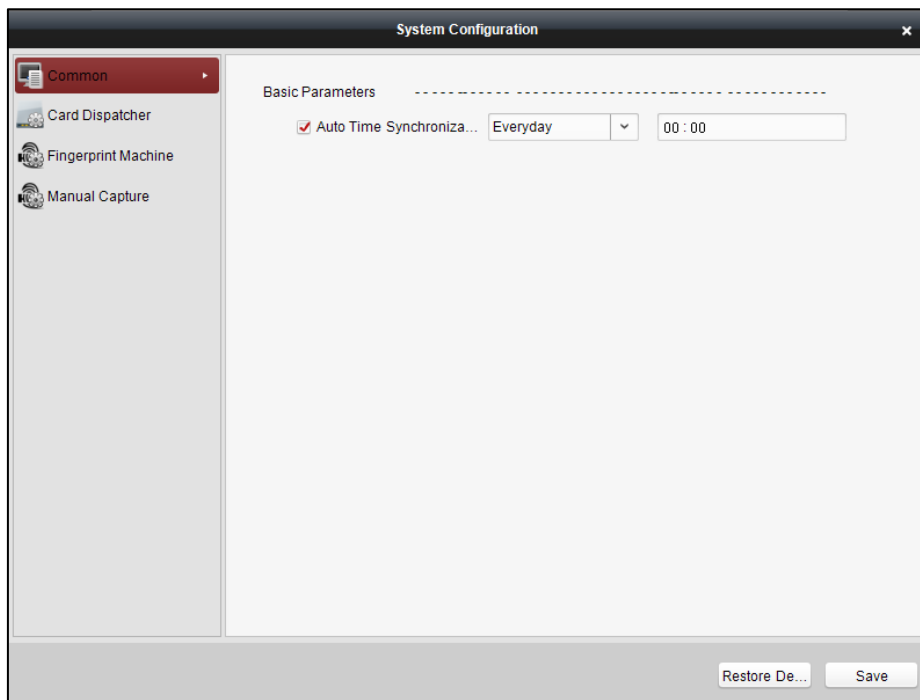 System Configuration
Common
Card Dispatcher
Fingerprint Machine
Manual Capture
Basic Parameters
Auto Time Synchroniza... Everyday 00 : 00
Restore De... Save